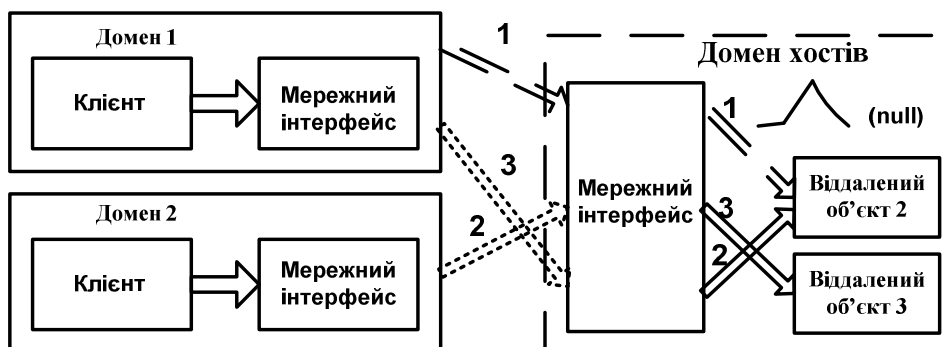 Домен 1
Клієнт
Мережний
інтерфейс
Домен 2
Клієнт
Мережний
інтерфейс
1
3
2
Домен хостів
Мережний
інтерфейс
1
(null)
3
2
Віддалений
об’єкт 2
Віддалений
об’єкт 3